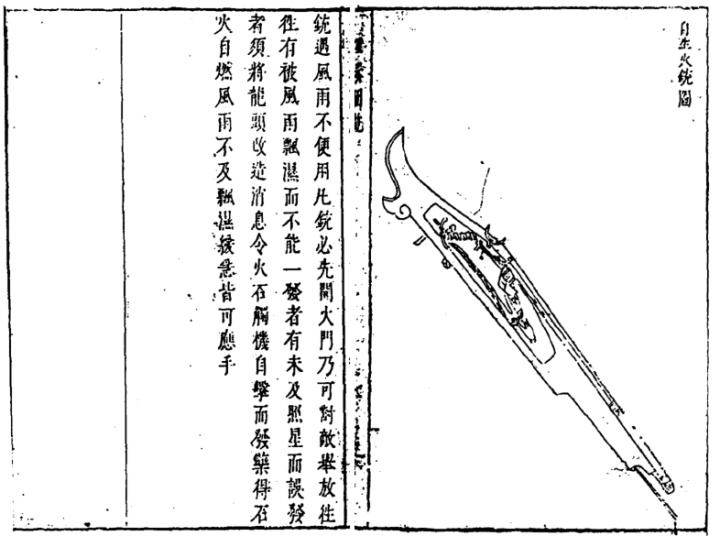 自生火銃圖
銃遇風雨不便用凡銃必先開火門乃可對敵舉放往
往有被風雨飄濕而不能一發者有未及照星而誤發
者須將龍頭改造消息令火石觸機自擊而發藥得石
火自燃風雨不及飄濕緩急皆可應手